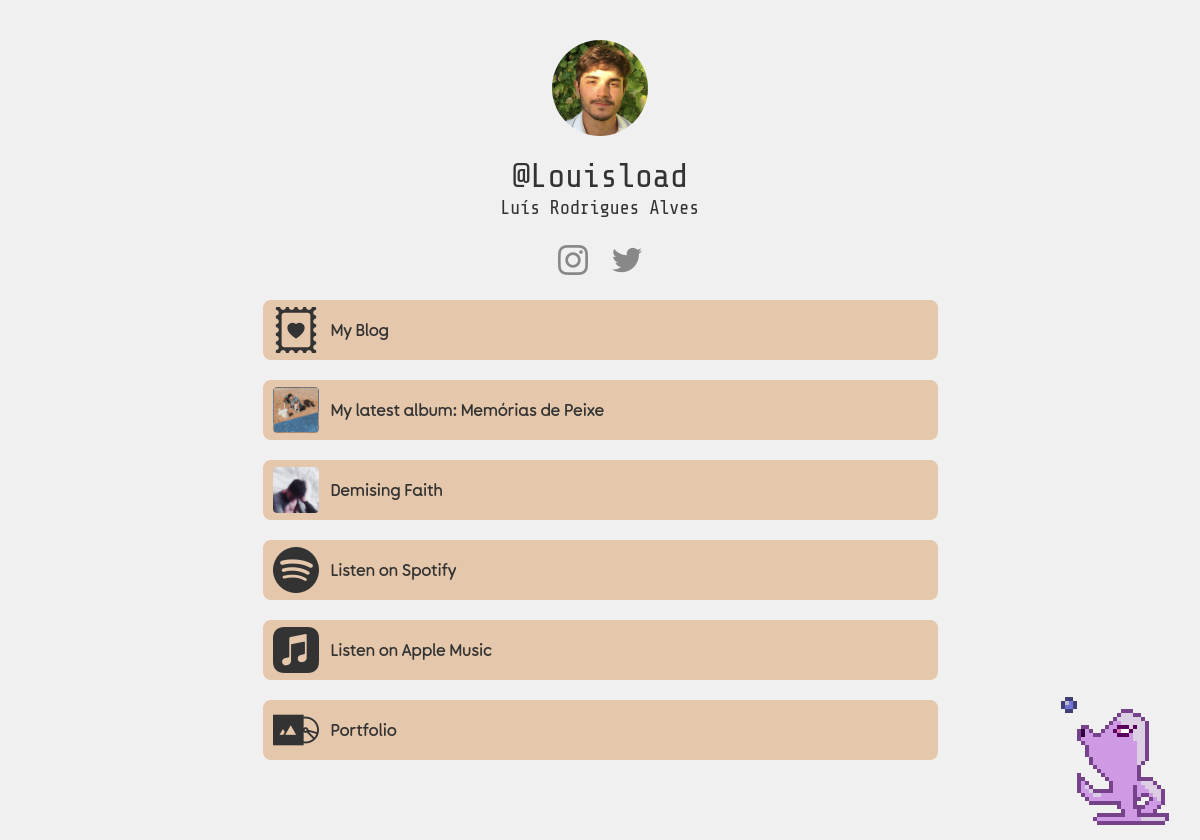 @Louisload
Luís Rodrigues Alves
My Blog
My latest album: Memórias de Peixe
Demising Faith
Listen on Spotify
Listen on Apple Music
Portfolio